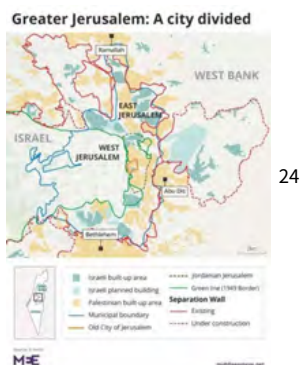 Greater Jerusalem: A city divided
Ramallah
WEST BANK
EAST
JERUSALEM
ISRAEL
WEST
JERUSALEM
Abu Dis
Bethlehem
24
Israeli built-up area
Israeli planned building
Palestinian built-up area
Municipal boundary
Old City of Jerusalem
Jordanian Jerusalem
Green line (1949 Border)
Separation Wall
Existing
Under construction
MEE